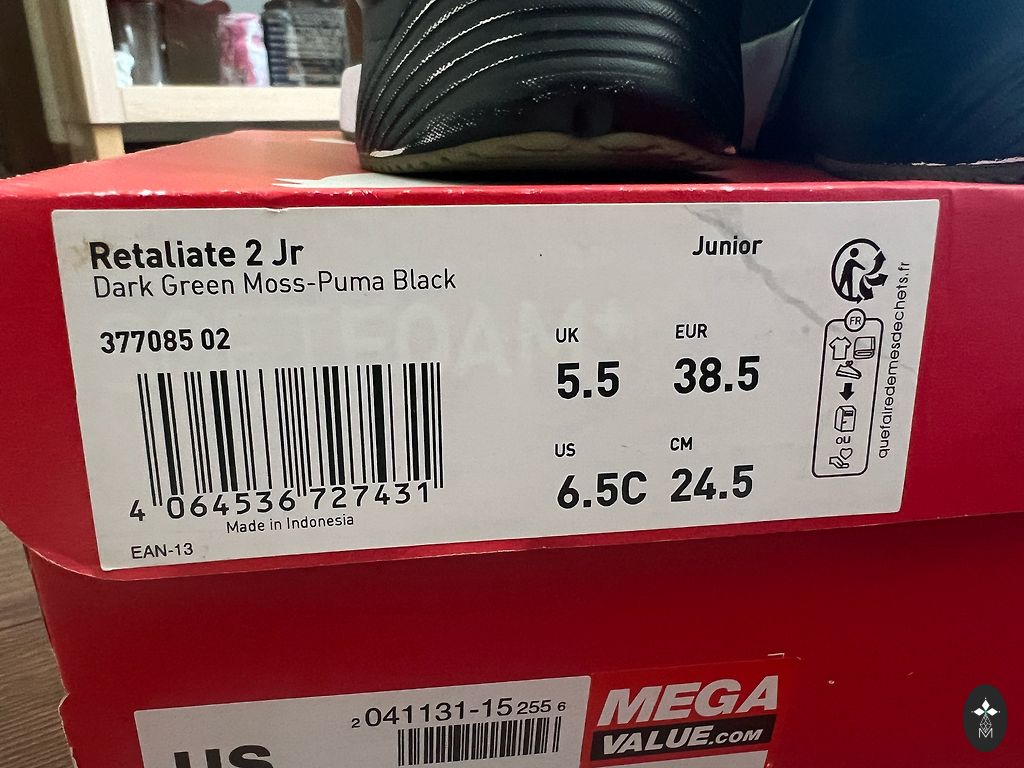 Retaliate 2 Jr
Dark Green Moss-Puma Black
Junior
377085 02
UK
5.5
EUR
38.5
US
6.5C
CM
24.5
4 064536 727431
Made in Indonesia
EAN-13
FR
OU
quefairedemesdechets.fr
2 041131-15 255 6
US
MEGA
VALUE.COM
M